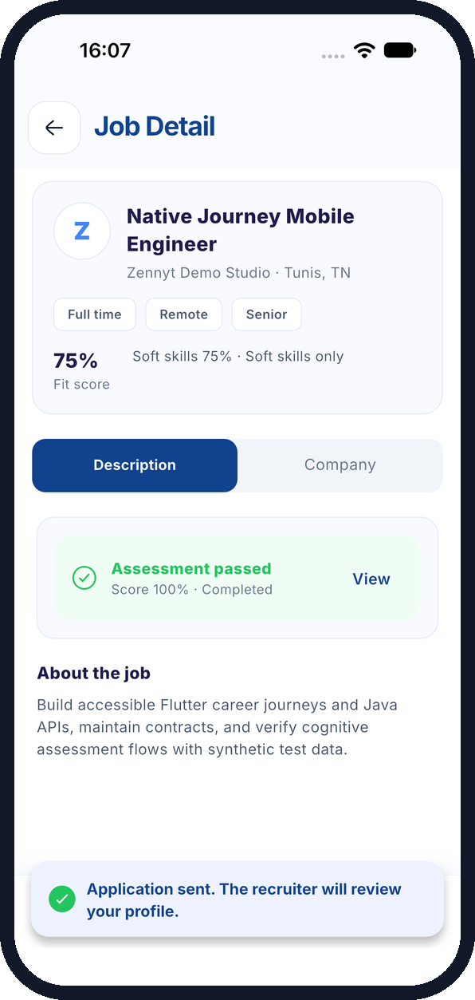 16:07
Job Detail
Z
Native Journey Mobile
Engineer
Zennyt Demo Studio · Tunis, TN
Full time
Remote
Senior
75%
Soft skills 75% · Soft skills only
Fit score
Description
Company
Assessment passed
Score 100% · Completed
View
About the job
Build accessible Flutter career journeys and Java
APIs, maintain contracts, and verify cognitive
assessment flows with synthetic test data.
Application sent. The recruiter will review
your profile.